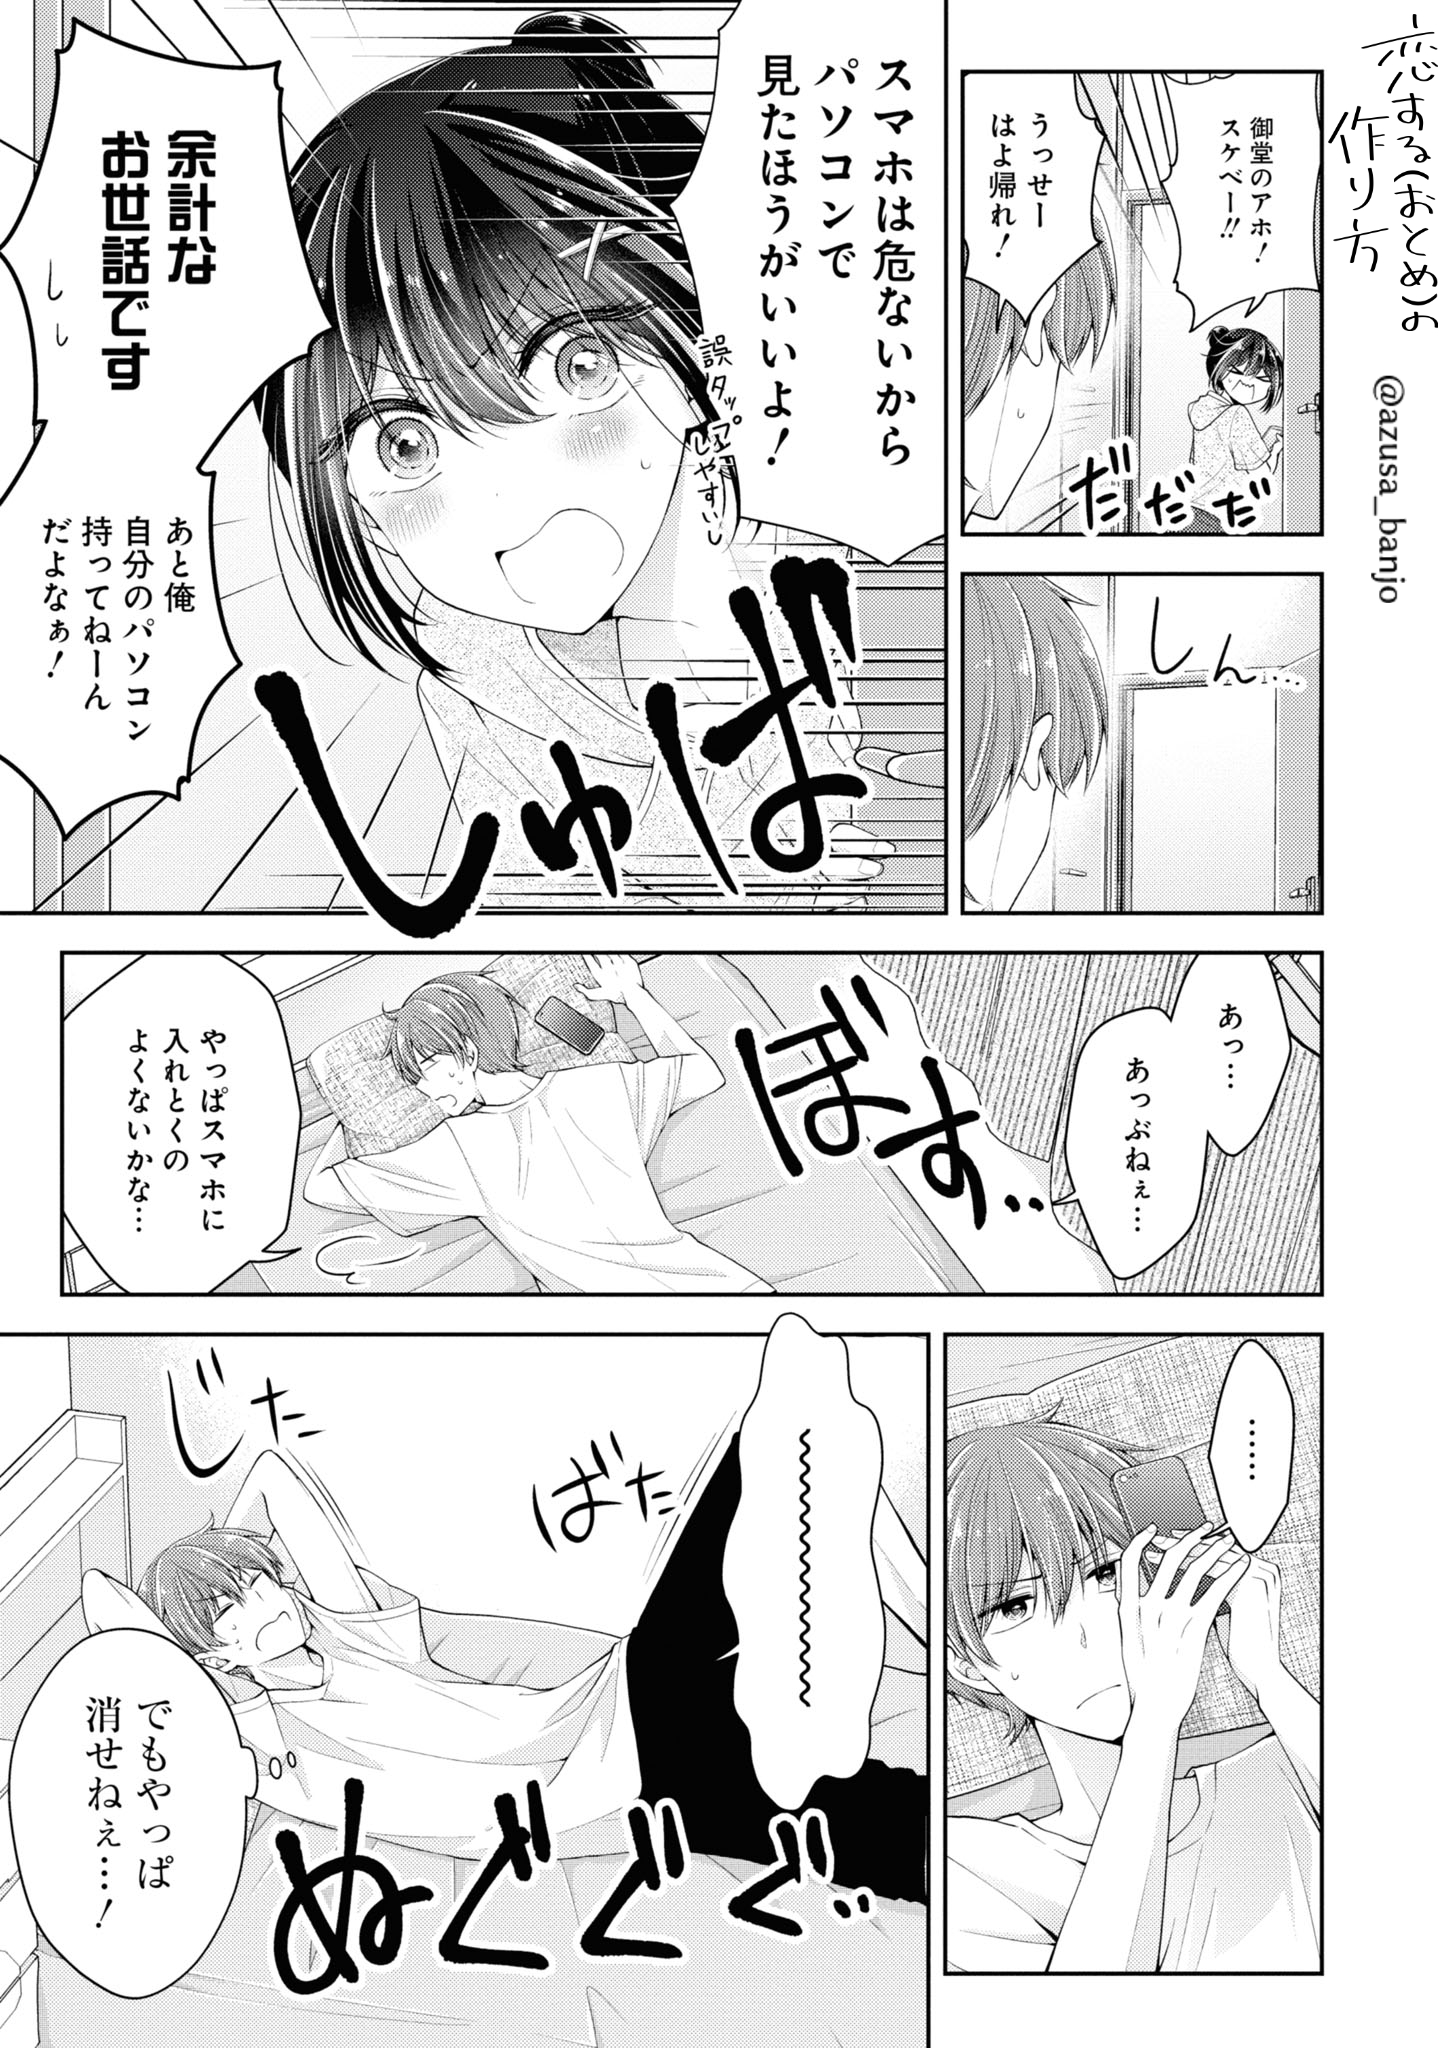 恋する(おとめ)の
作り方
@azusa_banjo
御堂のアホ!
スケベー!!
うっせー
はよ帰れ!
だだだ
しん…
スマホは危ないから
パソコンで
見たほうがいいよ!
誤タップ
しやすいし
しゅば
余計な
お世話です
しし
あと俺
自分のパソコン
持ってねーん
だよなぁ!
あっ…
あっぶねぇ…
ぼすっ
やっぱスマホに
入れとくの
よくないかな…
……
ばた
じた
でもやっぱ
消せねぇ…!
ぬぐぐぐ